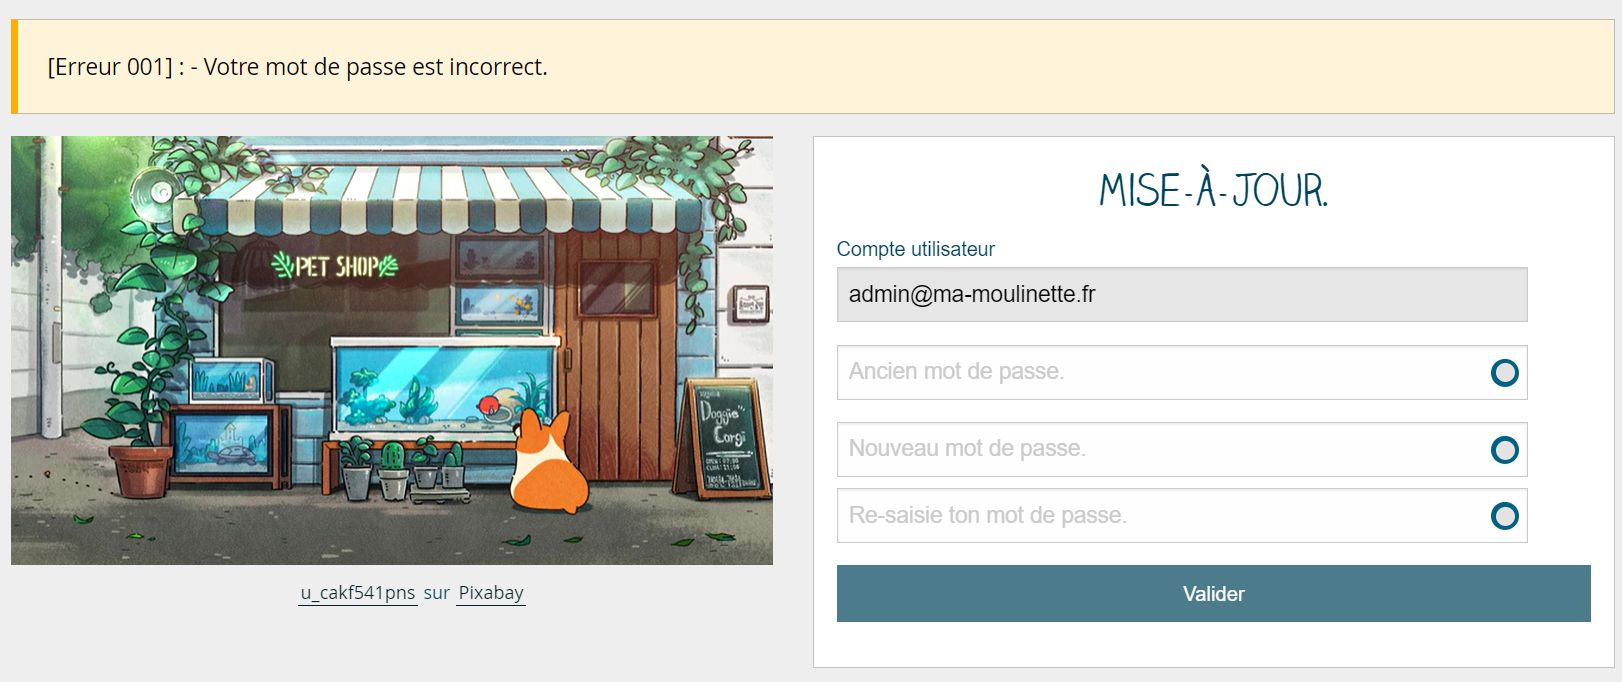 [Erreur 001] : - Votre mot de passe est incorrect.
PET SHOP
Doggie
Corgi
u_cakf541pns sur Pixabay
MISE-À-JOUR.
Compte utilisateur
admin@ma-moulinette.fr
Ancien mot de passe.
Nouveau mot de passe.
Re-saisie ton mot de passe.
Valider